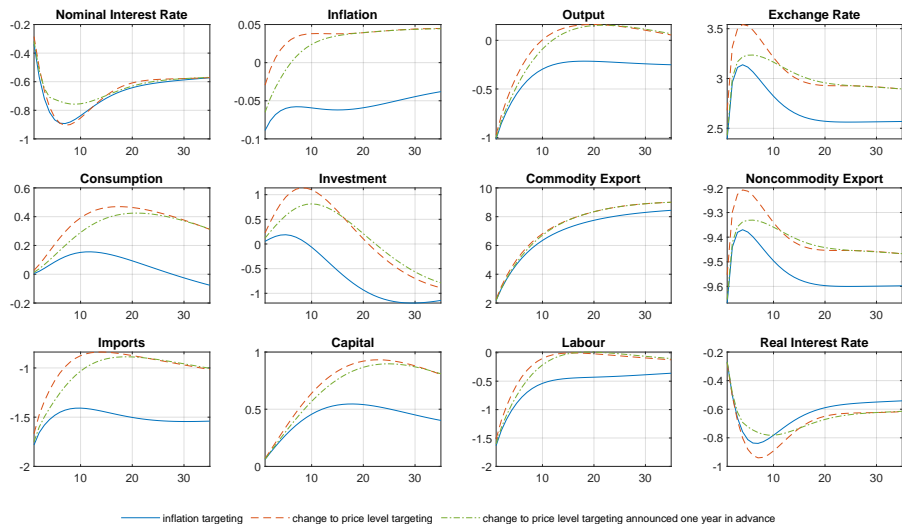 Nominal Interest Rate
-0.2
-0.4
-0.6
-0.8
-1
10 20 30
Inflation
0.05
0
-0.05
-0.1
10 20 30
Output
0
-0.5
-1
10 20 30
Exchange Rate
3.5
3
2.5
10 20 30
Consumption
0.6
0.4
0.2
0
0.2
10 20 30
Investment
1
0.5
0
-0.5
-1
10 20 30
Commodity Export
10
8
6
4
2
10 20 30
Noncommodity Export
-9.2
-9.3
-9.4
-9.5
-9.6
10 20 30
Imports
-1
-1.5
-2
10 20 30
Capital
1
0.5
0
10 20 30
Labour
0
-0.5
-1
-1.5
-2
10 20 30
Real Interest Rate
-0.2
-0.4
-0.6
-0.8
-1
10 20 30
inflation targeting change to price level targeting change to price level targeting announced one year in advance